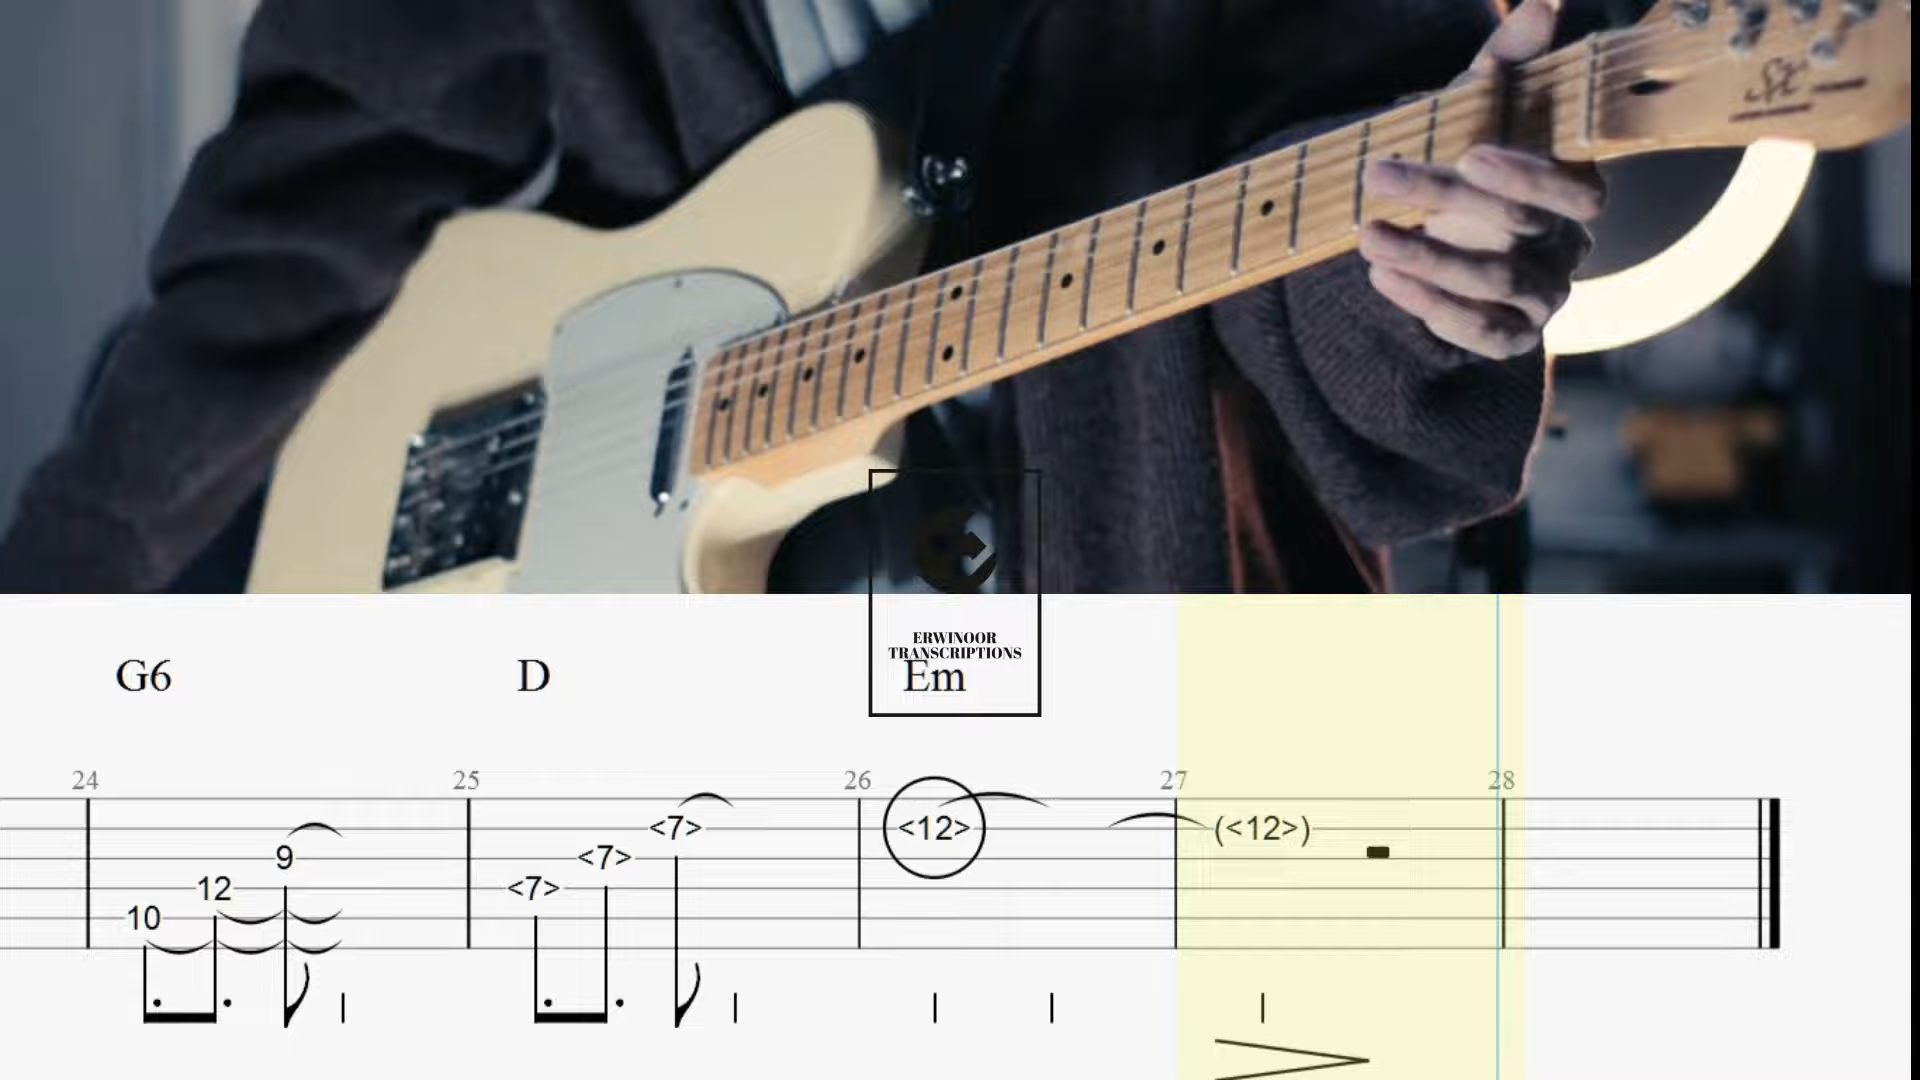 ERWINOOR
TRANSCRIPTIONS
G6 D Em
24 25 26 27 28
10 12 9 <7> <7> <7> <12> (<12>)